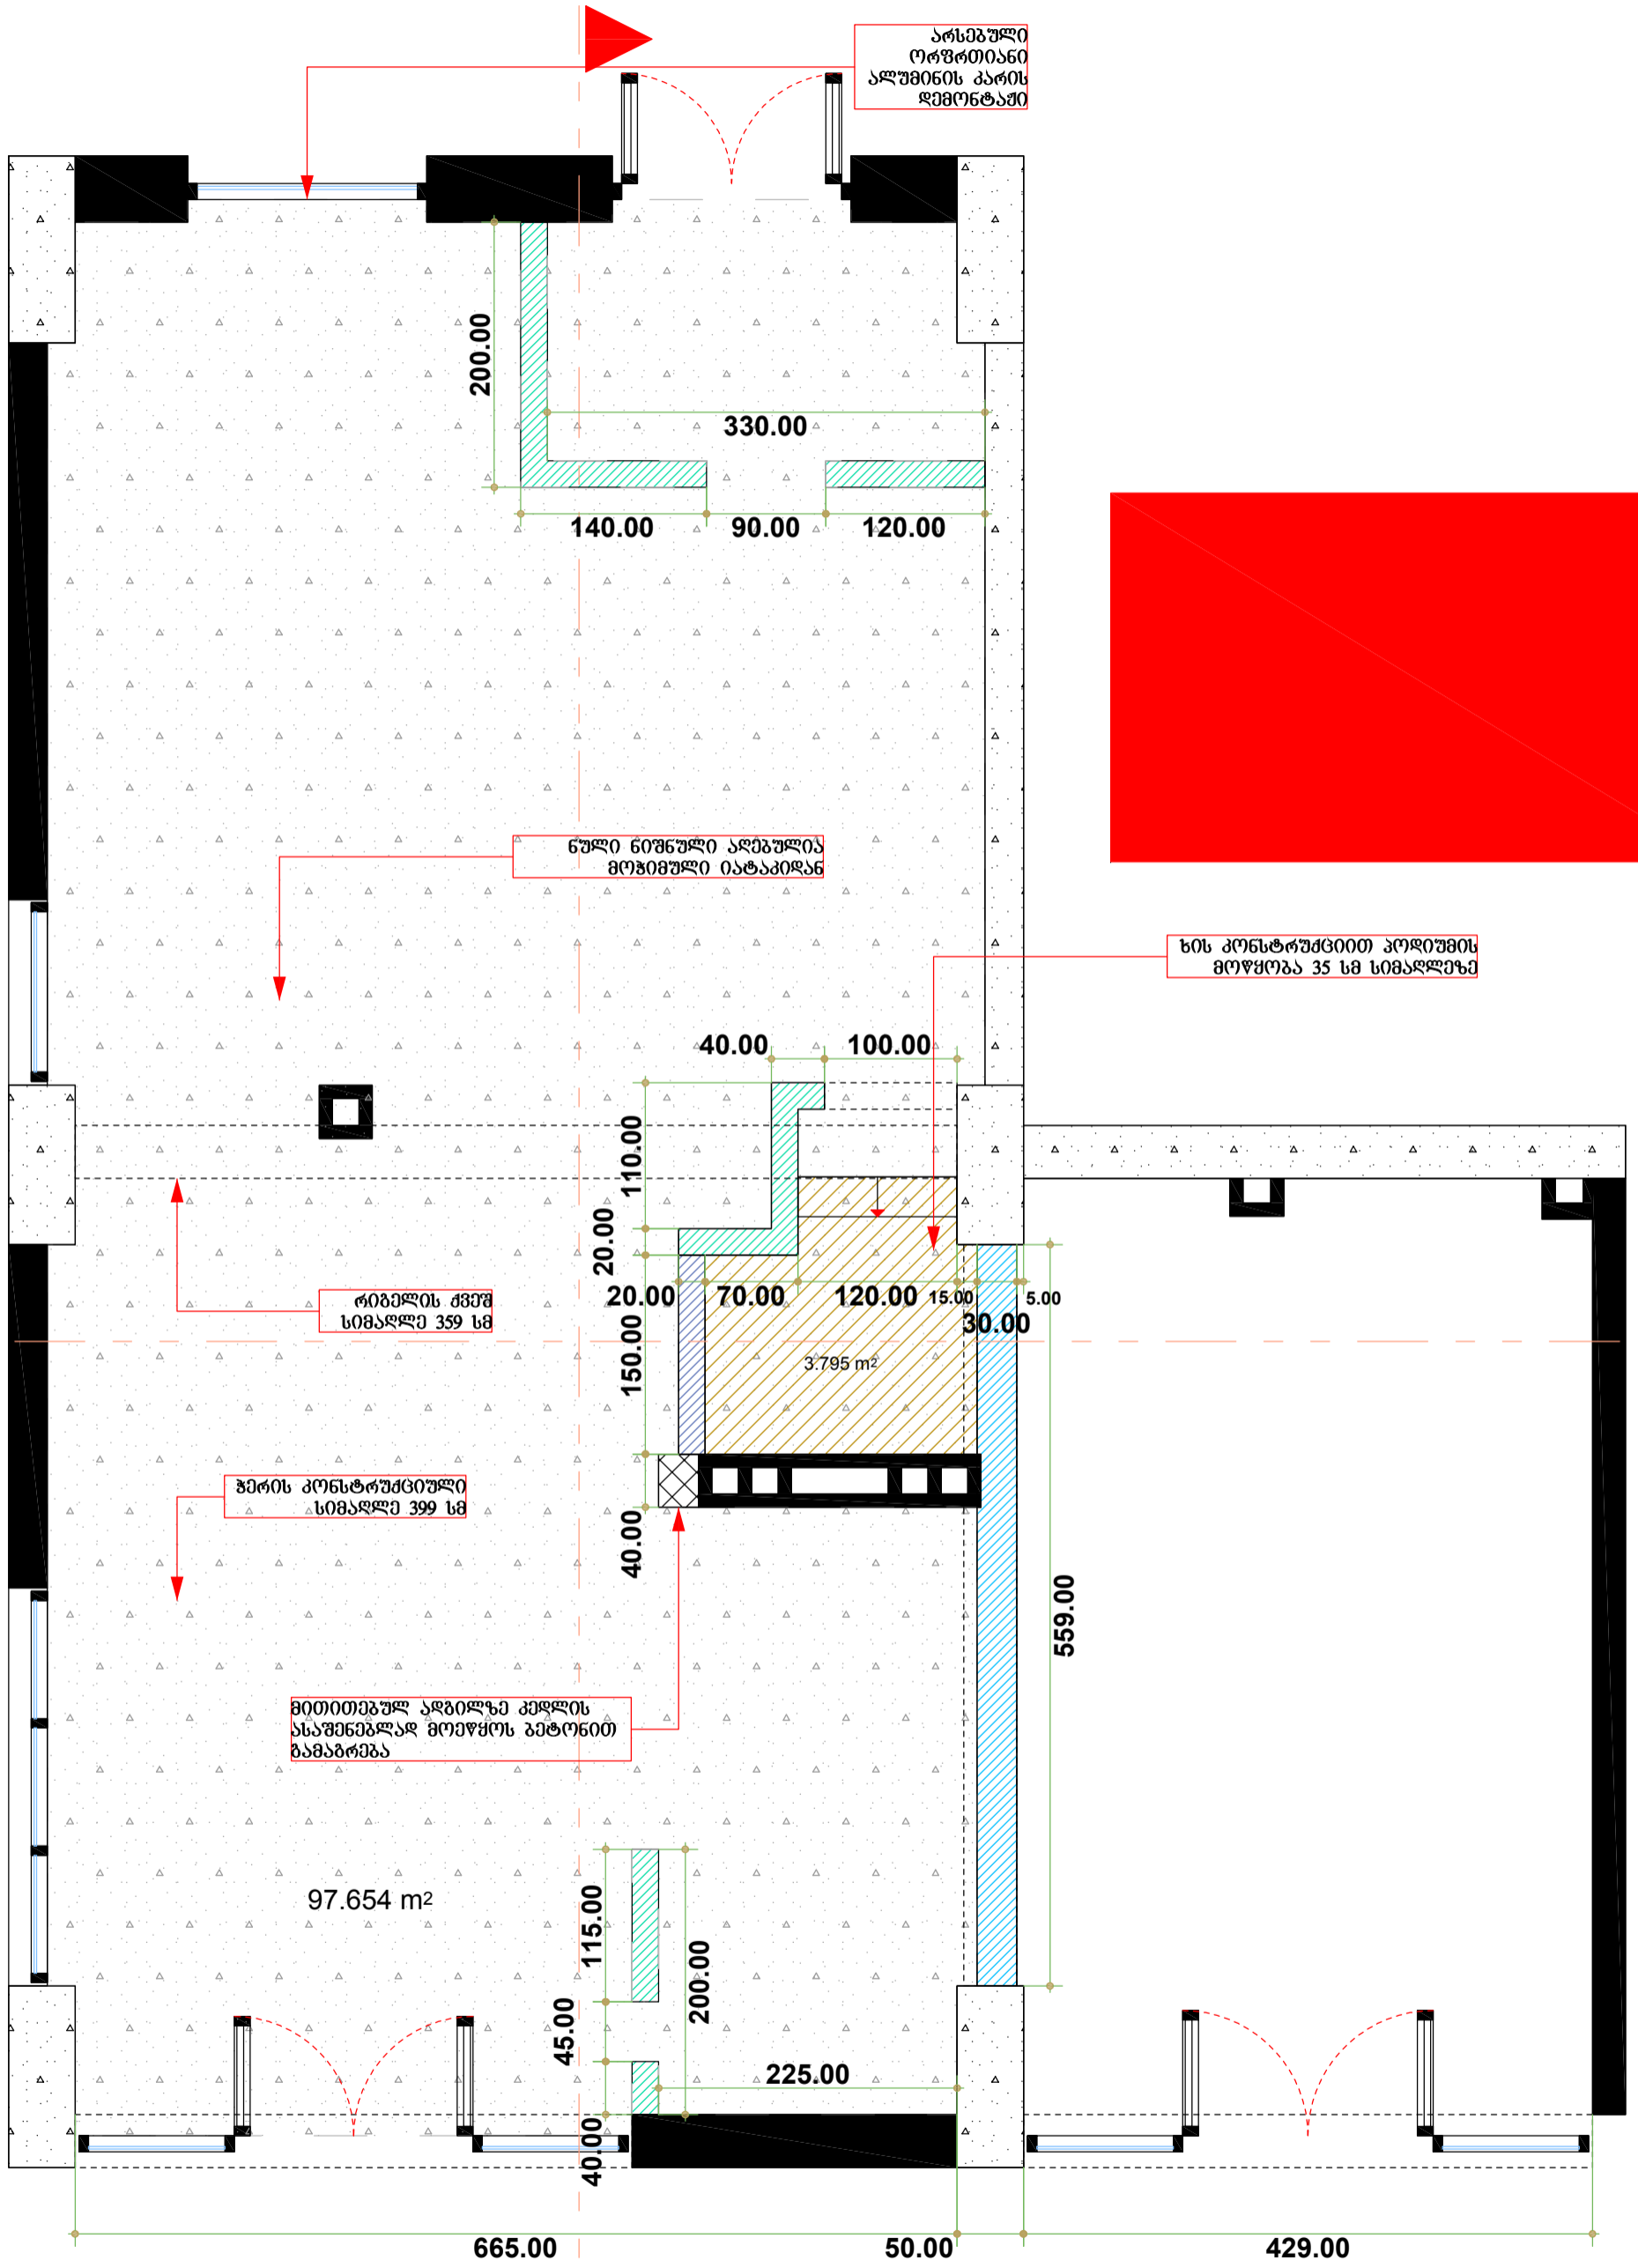 არსებული
ორფრთიანი
ალუმინის კარის
დემონტაჟი
200.00
330.00
140.00
90.00
120.00
ნული ნიშნული აღებულია
მოჭიმული იატაკიდან
ხის კონსტრუქციით პოდიუმის
მოწყობა 35 სმ სიმაღლეზე
40.00
100.00
110.00
20.00
20.00
70.00
120.00
15.00
5.00
30.00
რიგელის ქვეშ
სიმაღლე 359 სმ
150.00
3.795 m²
ჭერის კონსტრუქციული
სიმაღლე 399 სმ
40.00
559.00
მითითებულ ადგილზე კედლის
ასაშენებლად მოეწყოს ბეტონით
გამაგრება
97.654 m²
115.00
200.00
45.00
225.00
40.00
665.00
50.00
429.00